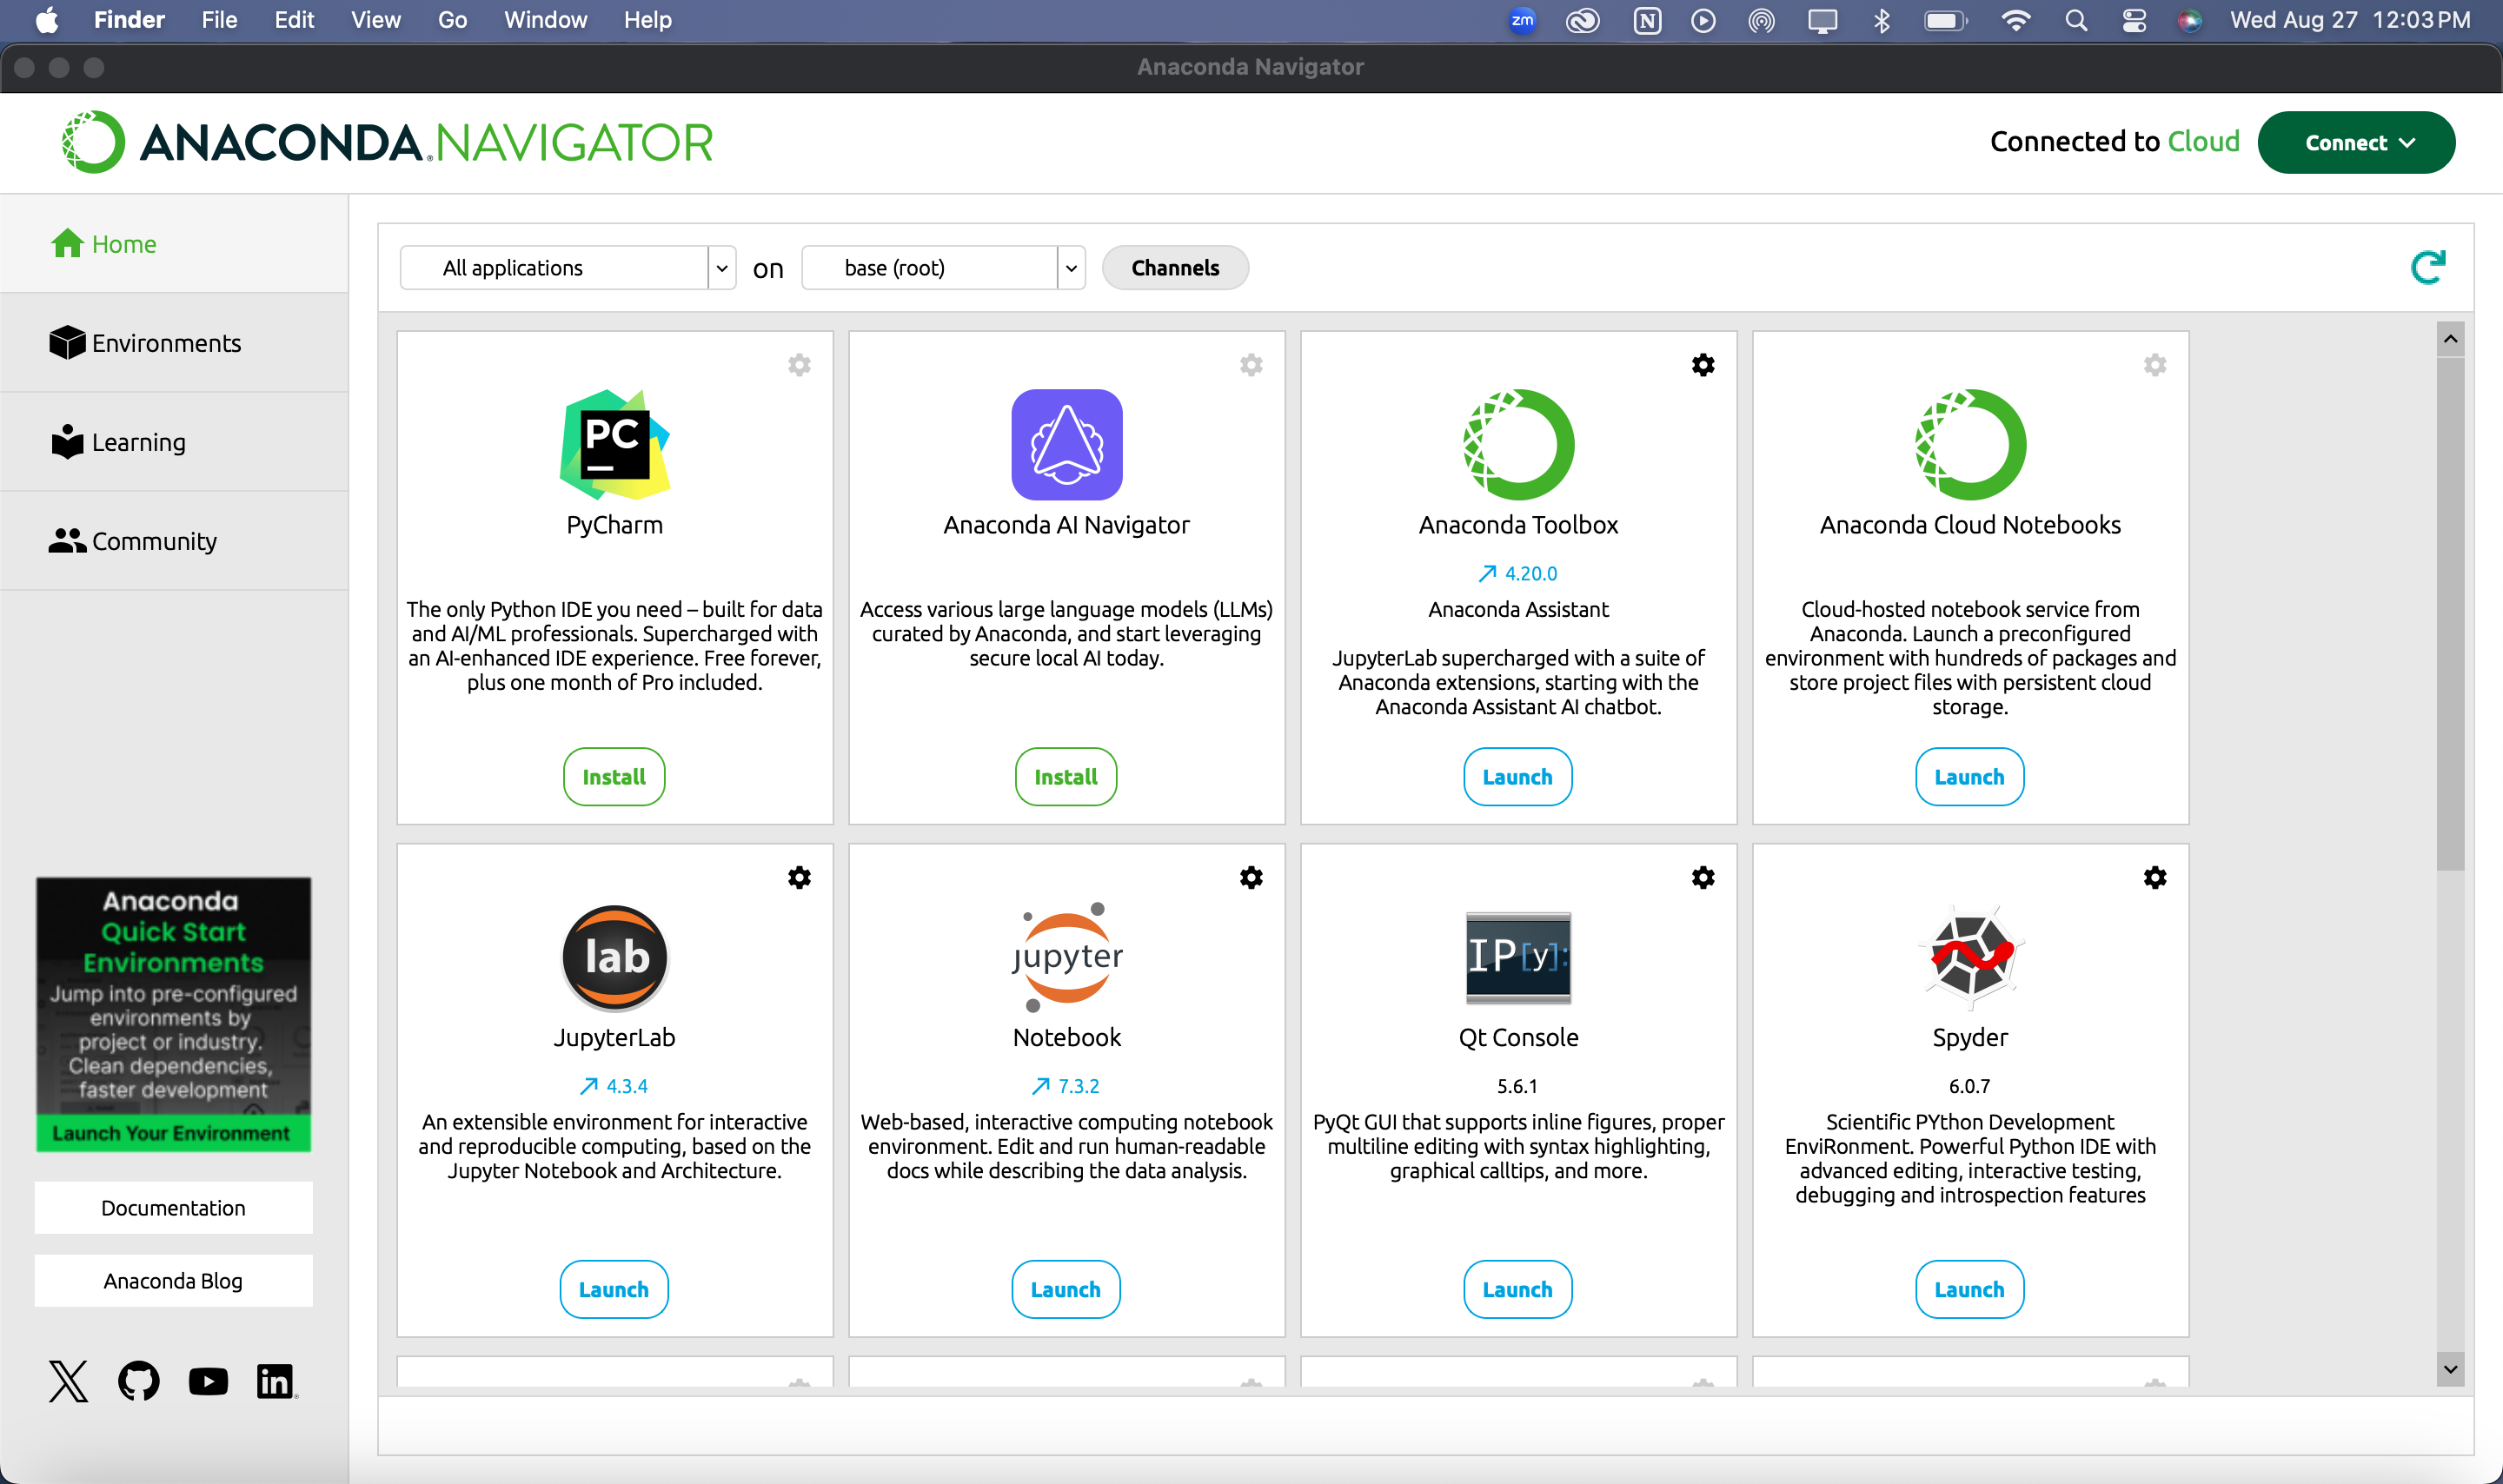 Finder File Edit View Go Window Help
zm
Wed Aug 27 12:03 PM
Anaconda Navigator
ANACONDA.NAVIGATOR
Connected to Cloud
Connect
Home
Environments
Learning
Community
All applications on base (root) Channels
PC
PyCharm
The only Python IDE you need – built for data
and AI/ML professionals. Supercharged with
an AI-enhanced IDE experience. Free forever,
plus one month of Pro included.
Install
Anaconda AI Navigator
Access various large language models (LLMs)
curated by Anaconda, and start leveraging
secure local AI today.
Install
Anaconda Toolbox
4.20.0
Anaconda Assistant
JupyterLab supercharged with a suite of
Anaconda extensions, starting with the
Anaconda Assistant AI chatbot.
Launch
Anaconda Cloud Notebooks
Cloud-hosted notebook service from
Anaconda. Launch a preconfigured
environment with hundreds of packages and
store project files with persistent cloud
storage.
Launch
lab
JupyterLab
4.3.4
An extensible environment for interactive
and reproducible computing, based on the
Jupyter Notebook and Architecture.
Launch
jupyter
Notebook
7.3.2
Web-based, interactive computing notebook
environment. Edit and run human-readable
docs while describing the data analysis.
Launch
IP[y]:
Qt Console
5.6.1
PyQt GUI that supports inline figures, proper
multiline editing with syntax highlighting,
graphical calltips, and more.
Launch
Spyder
6.0.7
Scientific PYthon Development
EnviRonment. Powerful Python IDE with
advanced editing, interactive testing,
debugging and introspection features
Launch
Anaconda
Quick Start
Environments
Jump into pre-configured
environments by
project or industry.
Clean dependencies,
faster development
Launch Your Environment
Documentation
Anaconda Blog
in